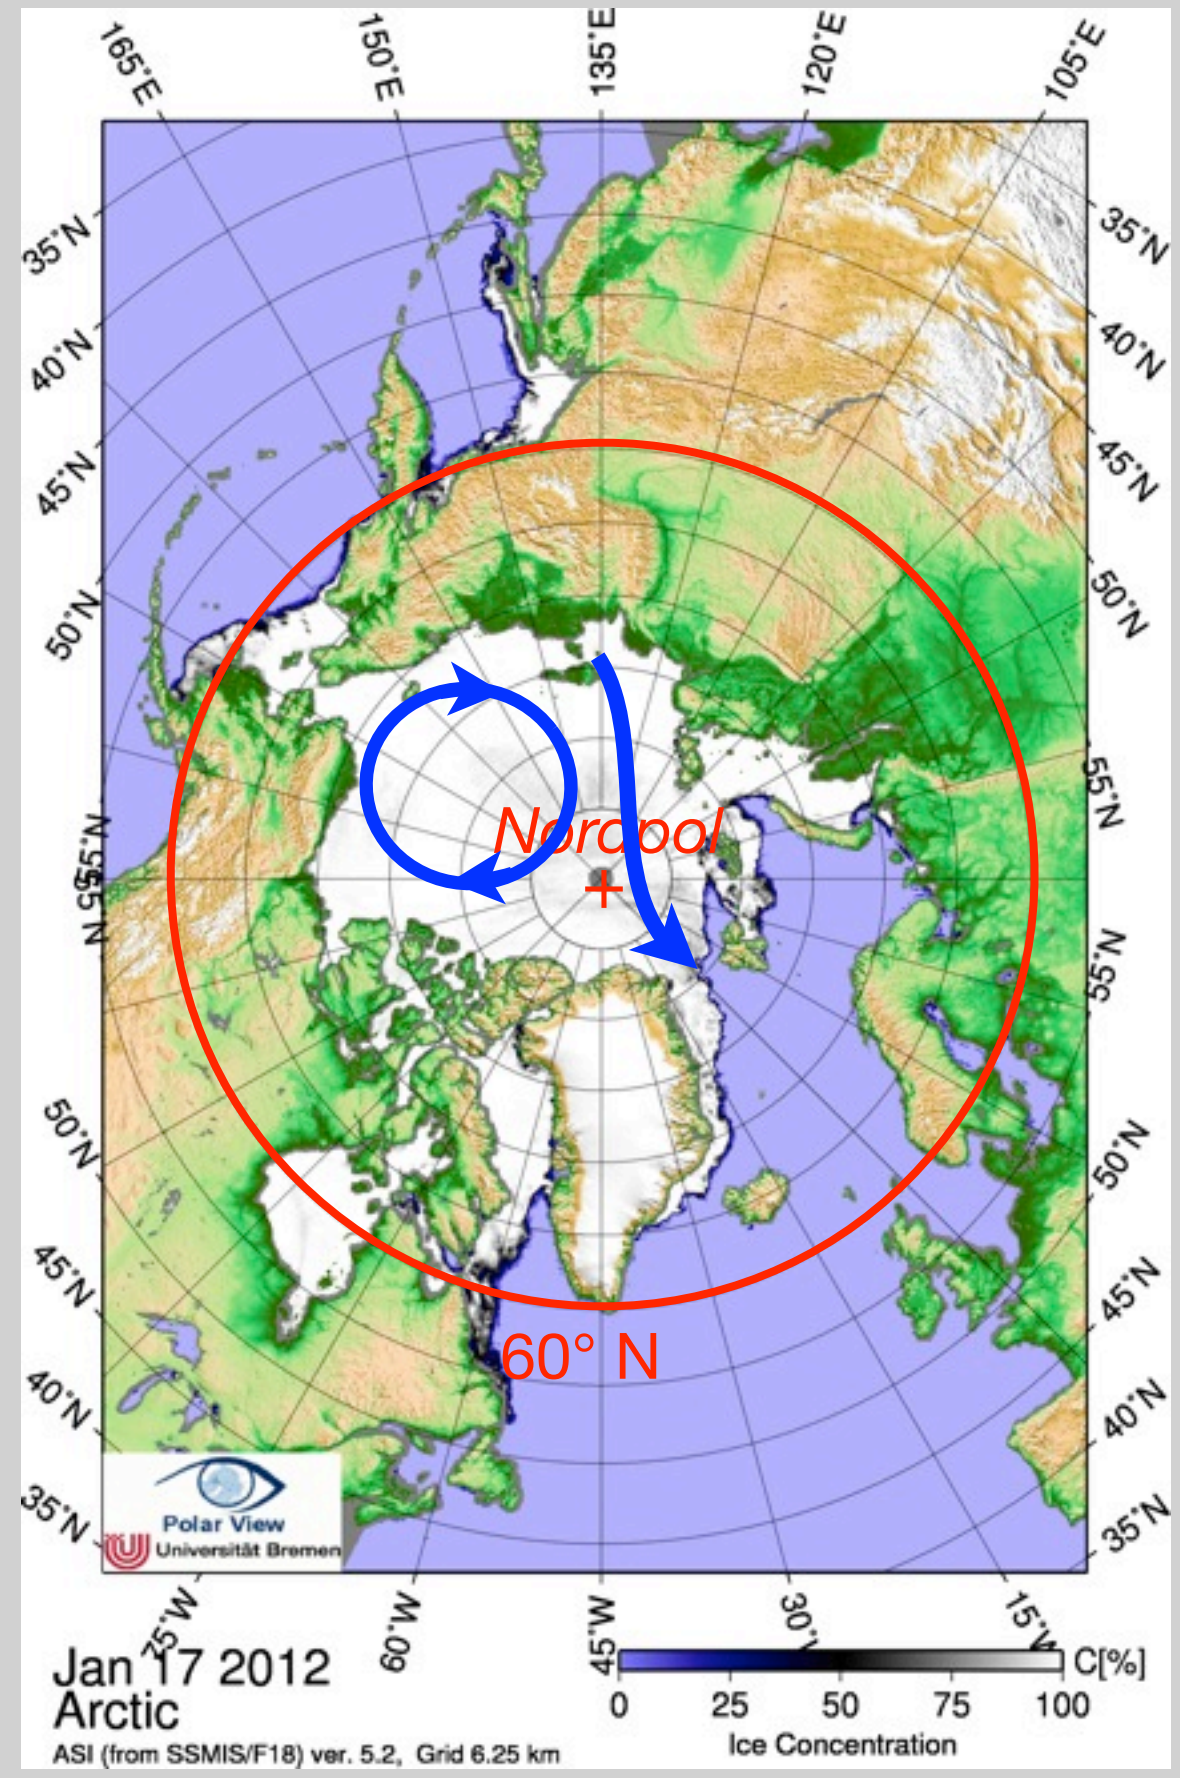 165°E
150°E
135°E
120°E
105°E
35°N
35°N
40°N
40°N
45°N
45°N
50°N
50°N
55°N
55°N
55°N
55°N
Nordpol
50°N
50°N
45°N
45°N
60° N
40°N
40°N
35°N
35°N
Polar View
Universität Bremen
75°W
60°W
45°W
30°W
15°W
Jan 17 2012
Arctic
ASI (from SSMIS/F18) ver. 5.2, Grid 6.25 km
C[%]
0 25 50 75 100
Ice Concentration